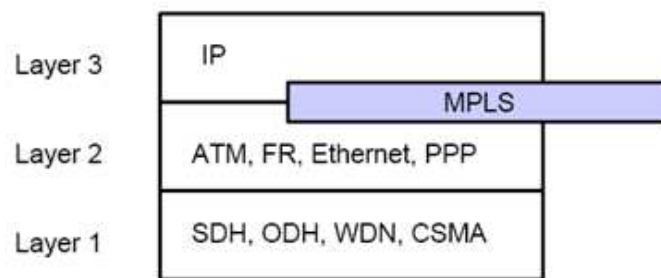 Layer 3
IP
MPLS
Layer 2
ATM, FR, Ethernet, PPP
Layer 1
SDH, ODH, WDN, CSMA